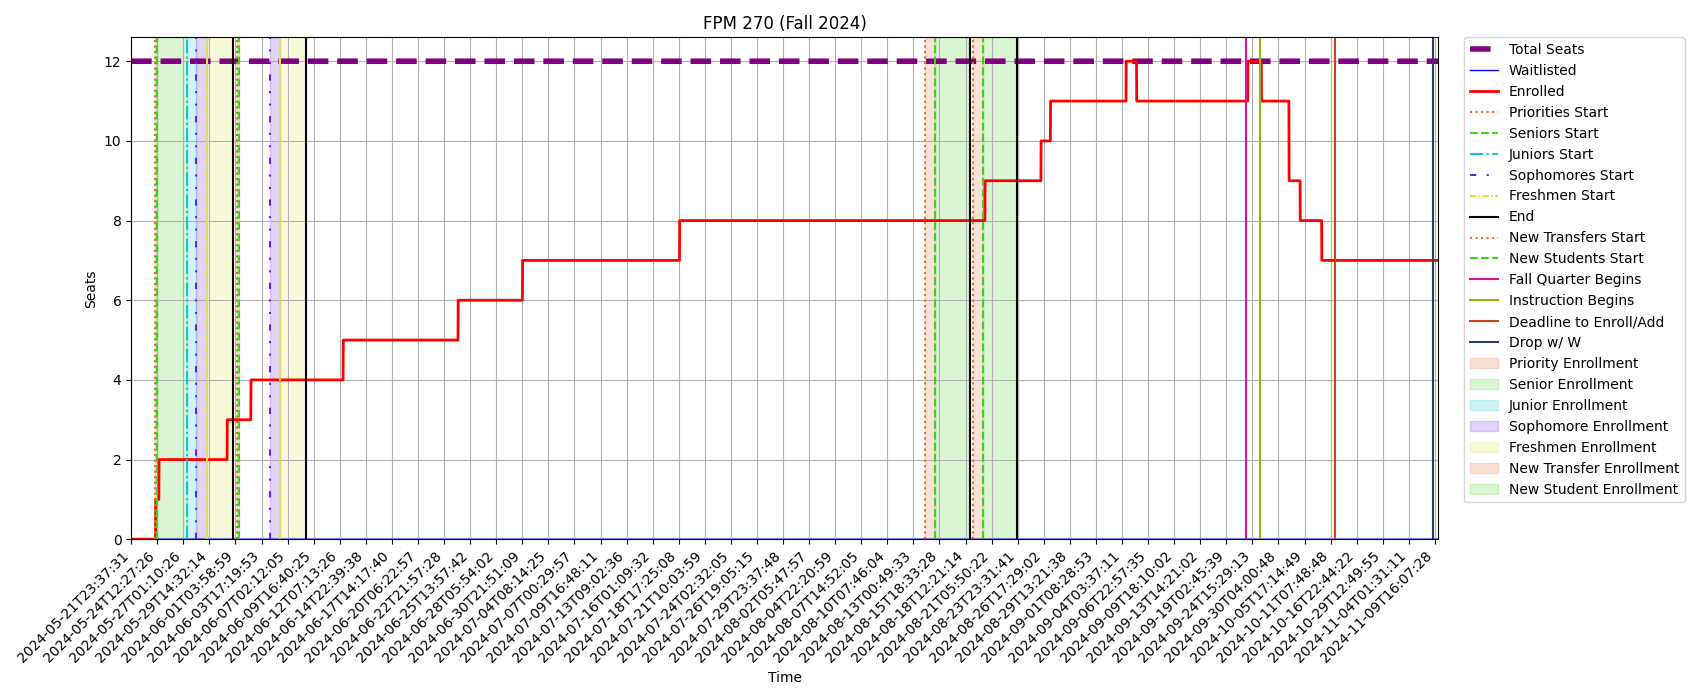 FPM 270 (Fall 2024)
Seats
12
10
8
6
4
2
0
2024-05-21T23:37:31
2024-05-24T12:27:26
2024-05-27T01:10:26
2024-05-29T14:32:14
2024-06-01T03:58:59
2024-06-03T17:19:53
2024-06-07T02:12:05
2024-06-09T16:40:25
2024-06-12T07:13:26
2024-06-14T22:39:38
2024-06-17T14:17:40
2024-06-20T06:22:57
2024-06-22T21:57:28
2024-06-25T13:57:42
2024-06-28T05:54:02
2024-06-30T21:51:09
2024-07-04T08:14:25
2024-07-07T00:29:57
2024-07-09T16:48:11
2024-07-13T09:02:36
2024-07-16T01:09:32
2024-07-18T17:25:08
2024-07-21T10:03:59
2024-07-24T02:32:05
2024-07-26T19:05:15
2024-07-29T23:37:48
2024-08-02T05:47:57
2024-08-04T22:20:59
2024-08-07T14:52:05
2024-08-10T07:46:04
2024-08-13T00:49:33
2024-08-15T18:33:28
2024-08-18T12:21:14
2024-08-21T05:50:22
2024-08-23T23:31:41
2024-08-26T17:29:02
2024-08-29T13:21:38
2024-09-01T08:28:53
2024-09-04T03:37:11
2024-09-06T22:57:35
2024-09-09T18:10:02
2024-09-13T14:21:02
2024-09-19T02:45:39
2024-09-24T15:29:13
2024-09-30T04:00:48
2024-10-05T17:14:49
2024-10-11T07:48:48
2024-10-16T22:44:22
2024-10-29T12:49:55
2024-11-04T01:31:11
2024-11-09T16:07:28
Time
Total Seats
Waitlisted
Enrolled
Priorities Start
Seniors Start
Juniors Start
Sophomores Start
Freshmen Start
End
New Transfers Start
New Students Start
Fall Quarter Begins
Instruction Begins
Deadline to Enroll/Add
Drop w/ W
Priority Enrollment
Senior Enrollment
Junior Enrollment
Sophomore Enrollment
Freshmen Enrollment
New Transfer Enrollment
New Student Enrollment